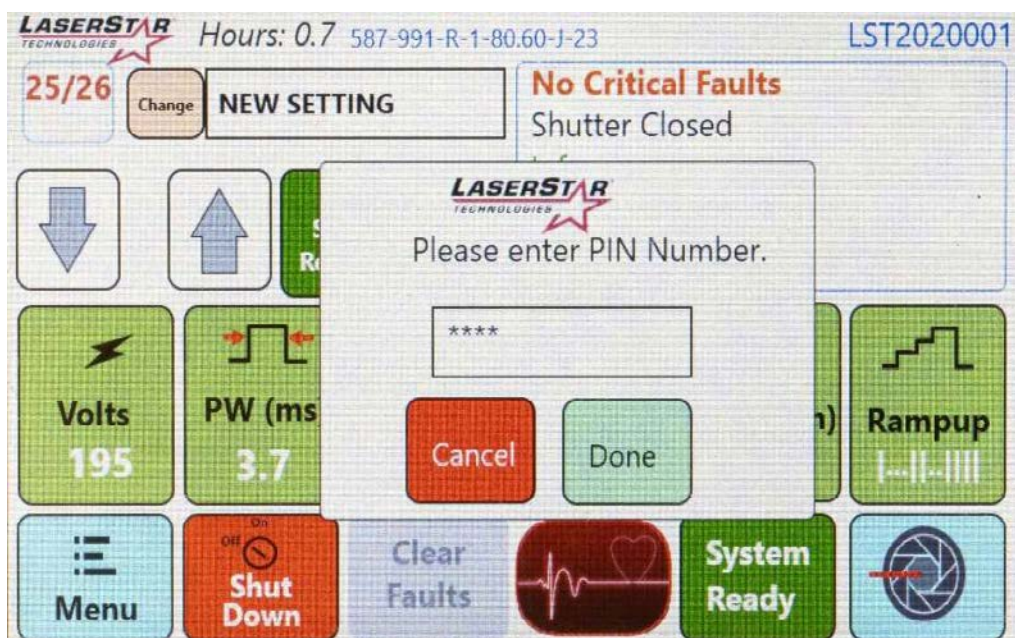 LASERSTAR
TECHNOLOGIES
Hours: 0.7
587-991-R-1-80.60-J-23
LST2020001
25/26
Change
NEW SETTING
No Critical Faults
Shutter Closed
LASERSTAR
TECHNOLOGIES
Please enter PIN Number.
****
Cancel
Done
Volts
195
PW (ms
3.7
Rampup
Menu
On
Off
Shut
Down
Clear
Faults
System
Ready